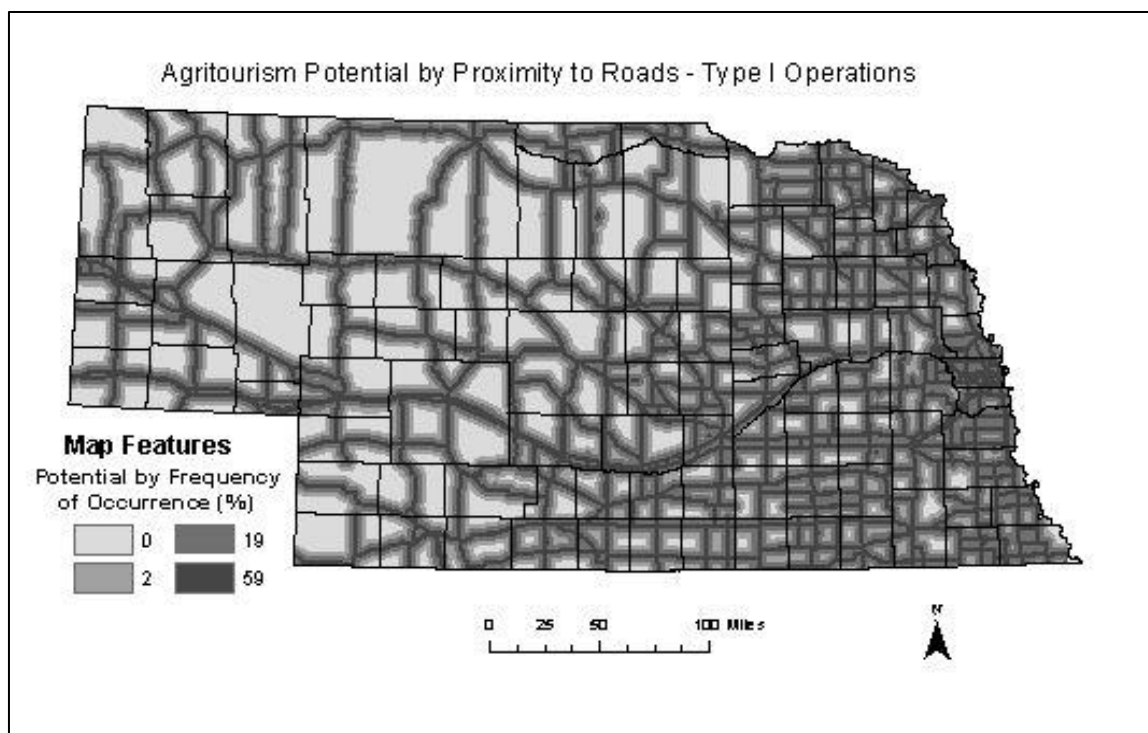 Agritourism Potential by Proximity to Roads - Type I Operations
Map Features
Potential by Frequency
of Occurrence (%)
0 19
2 59
0 25 50 100 Miles
N